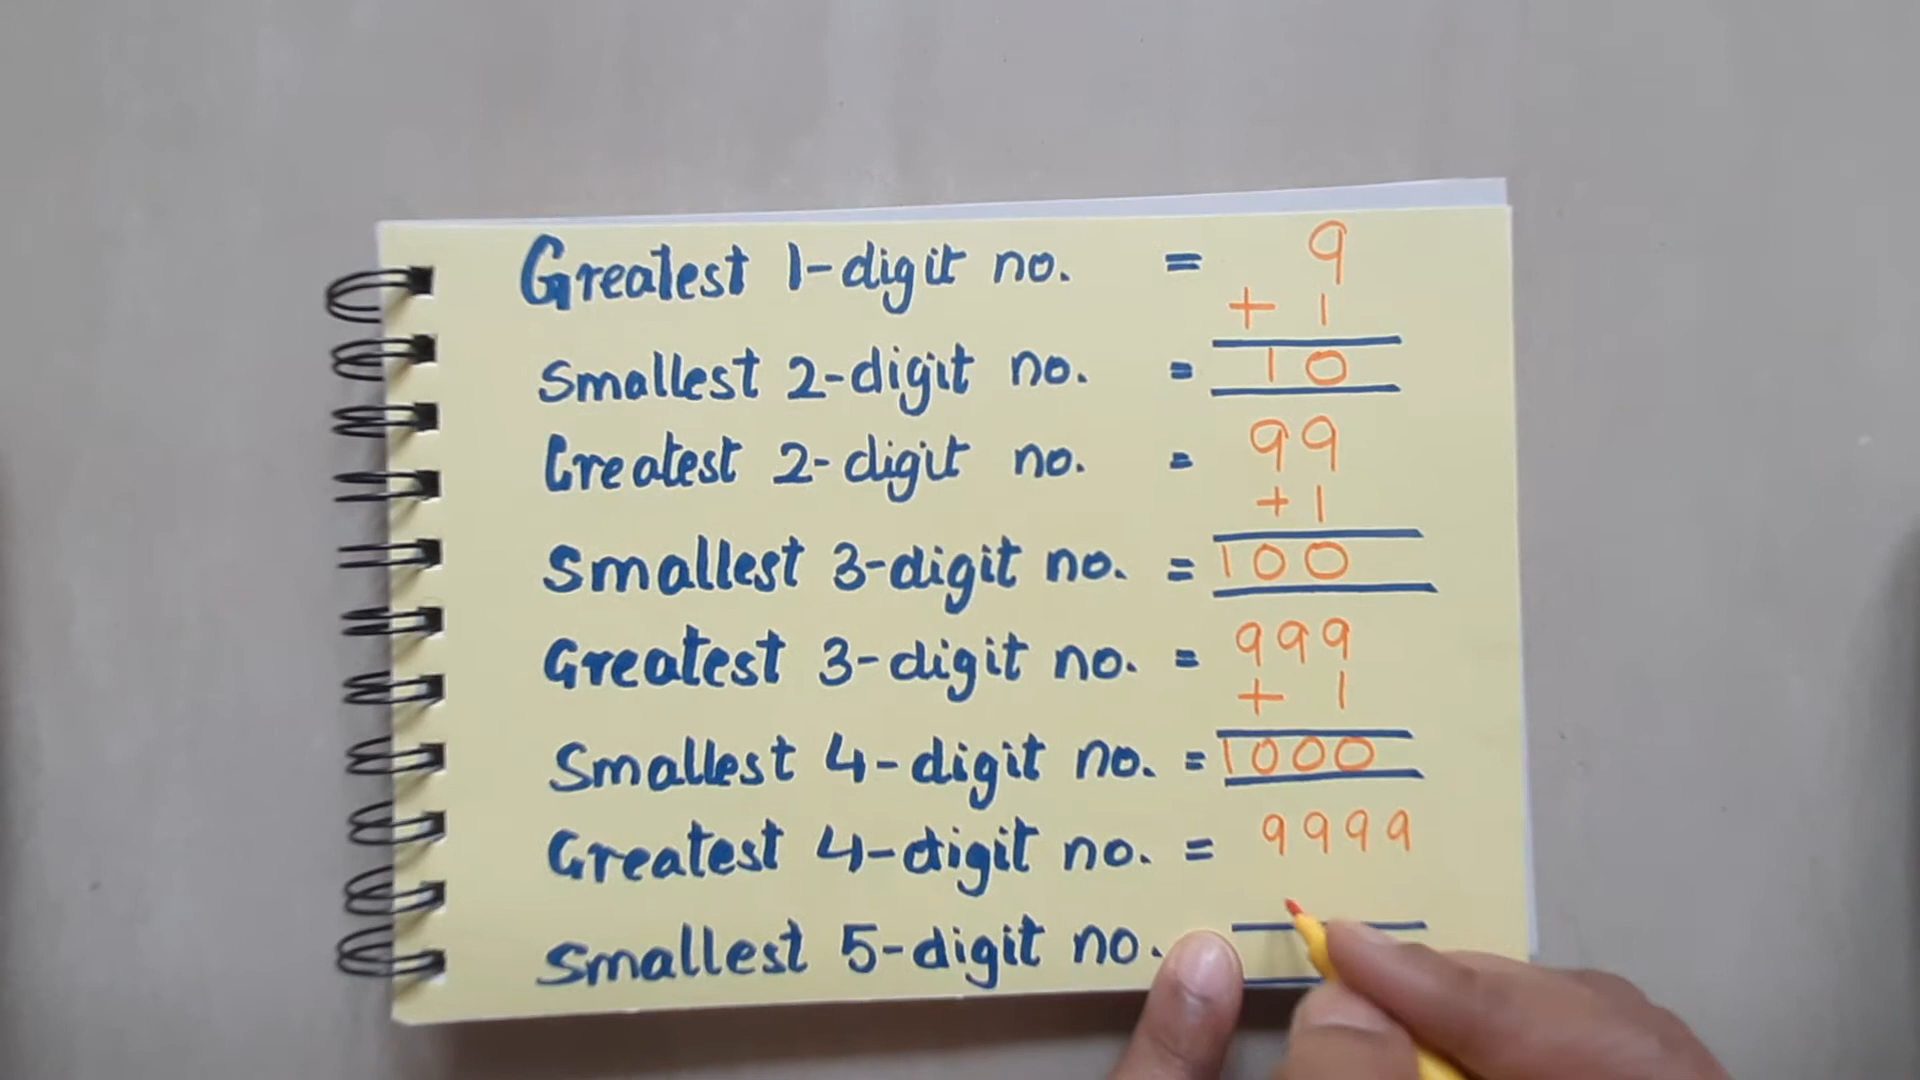 Greatest 1-digit no. = 9
+ 1
Smallest 2-digit no. = 10
Greatest 2-digit no. = 99
+1
Smallest 3-digit no. = 100
Greatest 3-digit no. = 999
+ 1
Smallest 4-digit no. = 1000
Greatest 4-digit no. = 9999
Smallest 5-digit no.